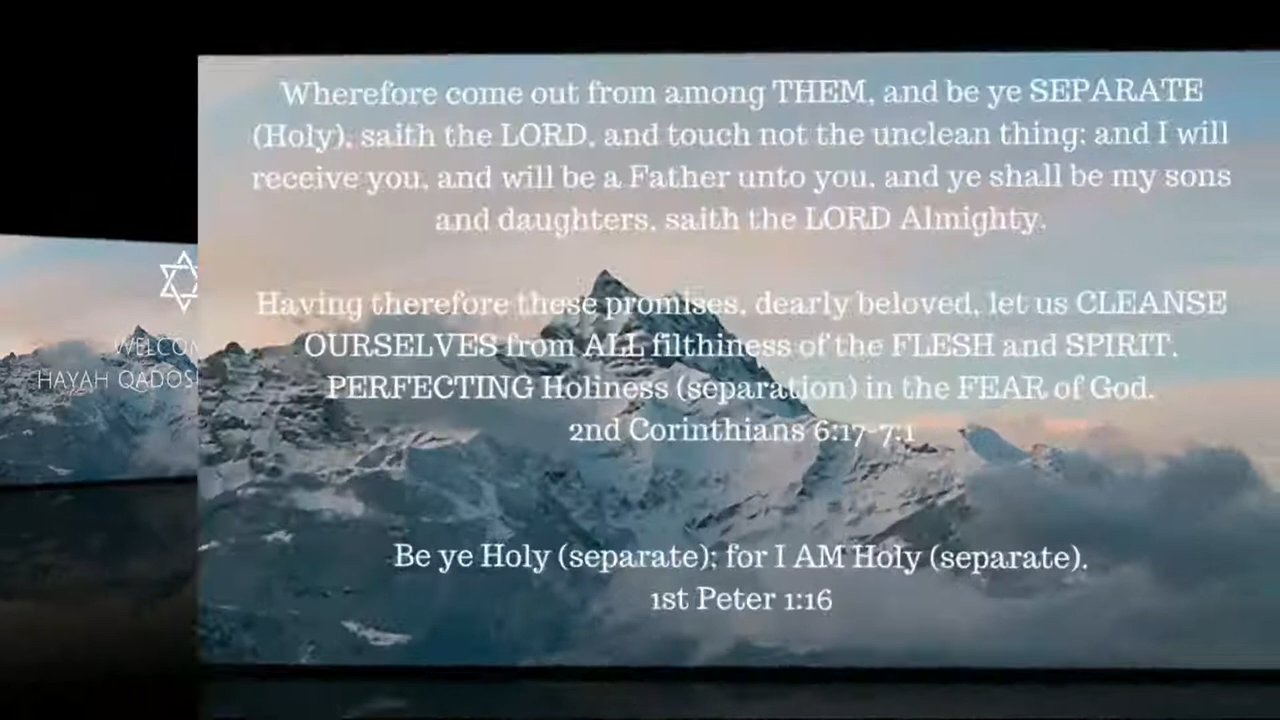 Wherefore come out from among THEM, and be ye SEPARATE
(Holy), saith the LORD, and touch not the unclean thing; and I will
receive you, and will be a Father unto you, and ye shall be my sons
and daughters, saith the LORD Almighty.
Having therefore these promises, dearly beloved, let us CLEANSE
OURSELVES from ALL filthiness of the FLESH and SPIRIT,
PERFECTING Holiness (separation) in the FEAR of God.
2nd Corinthians 6:17-7:1
Be ye Holy (separate); for I AM Holy (separate).
1st Peter 1:16
WELCOM
HAYAH QADOS